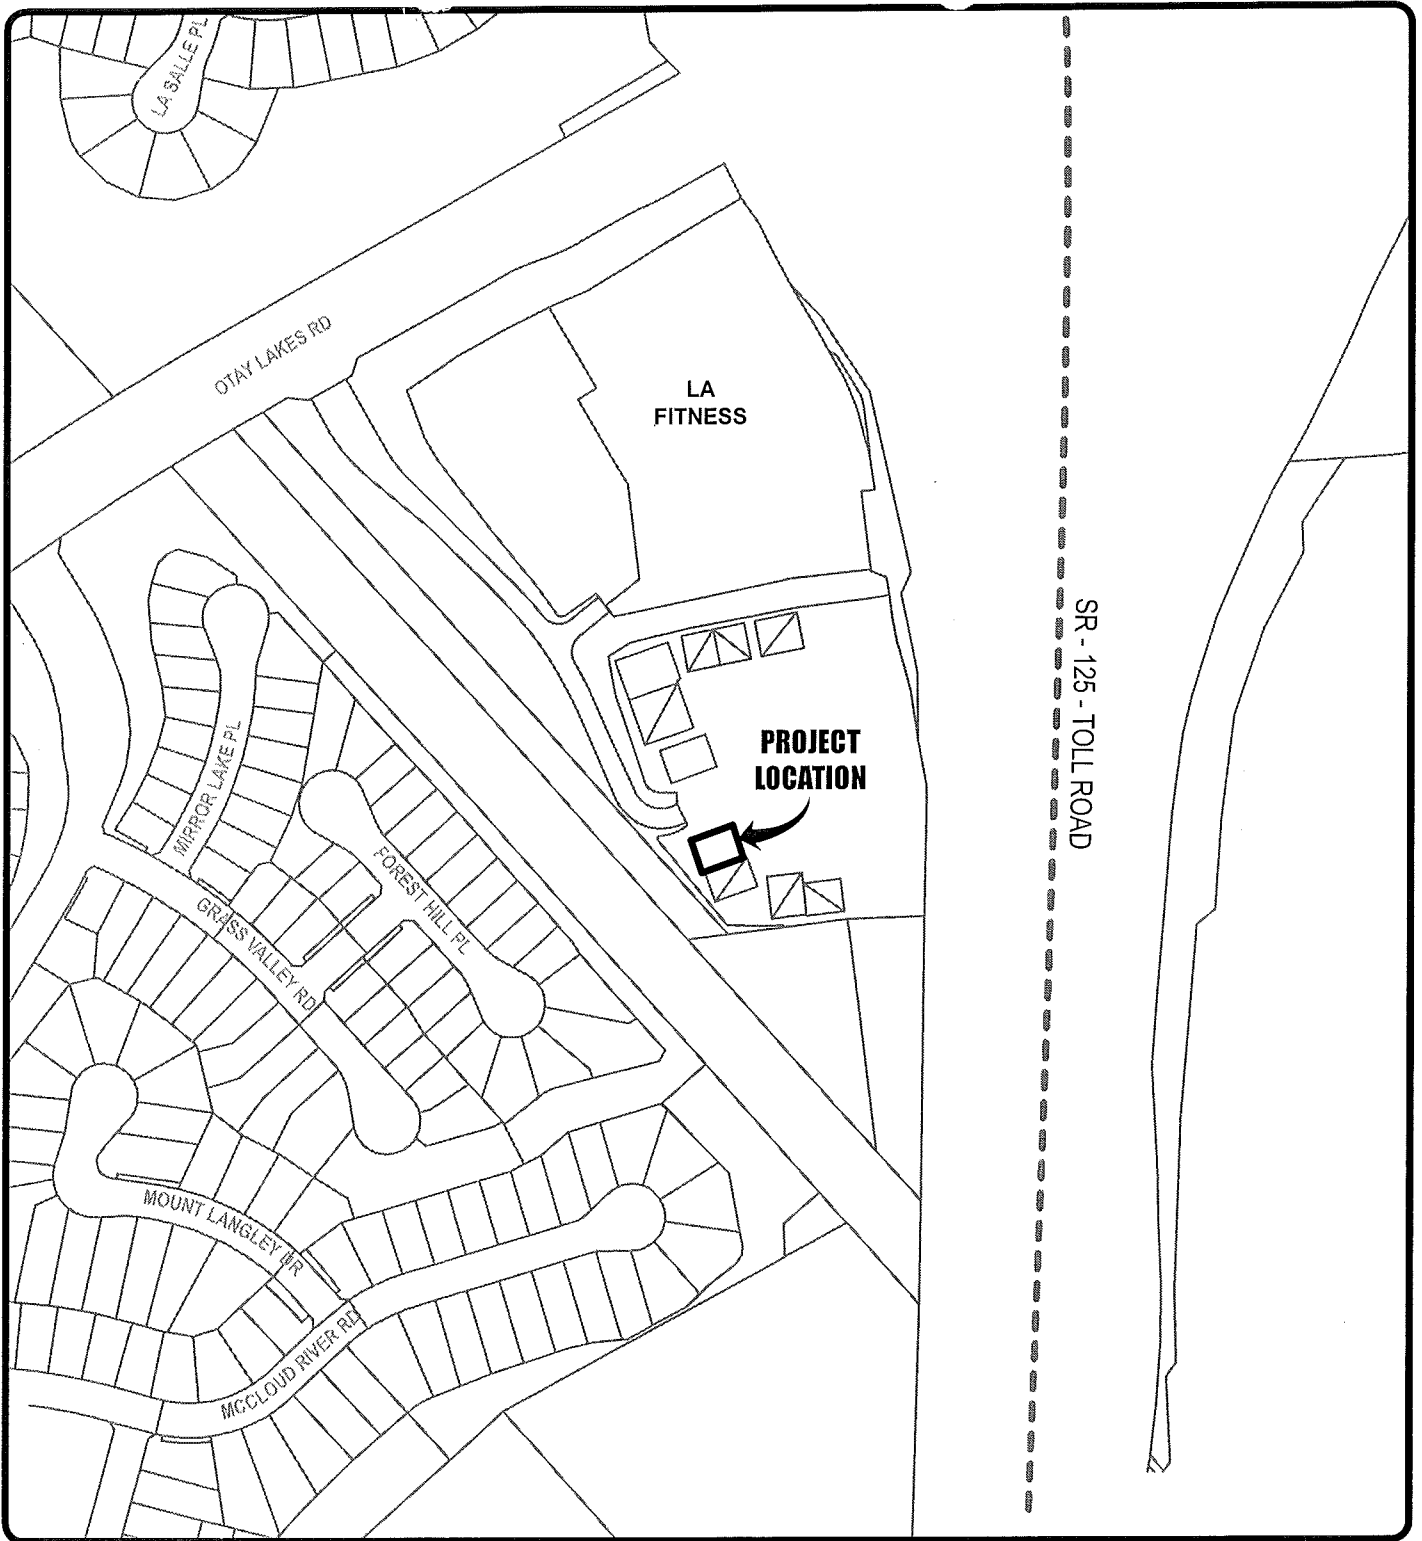 LA SALLE PL
OTAY LAKES RD
LA
FITNESS
SR - 125 - TOLL ROAD
PROJECT
LOCATION
MIRROR LAKE PL
FOREST HILL PL
GRASS VALLEY RD
MOUNT LANGLEY DR
MCCLOUD RIVER RD